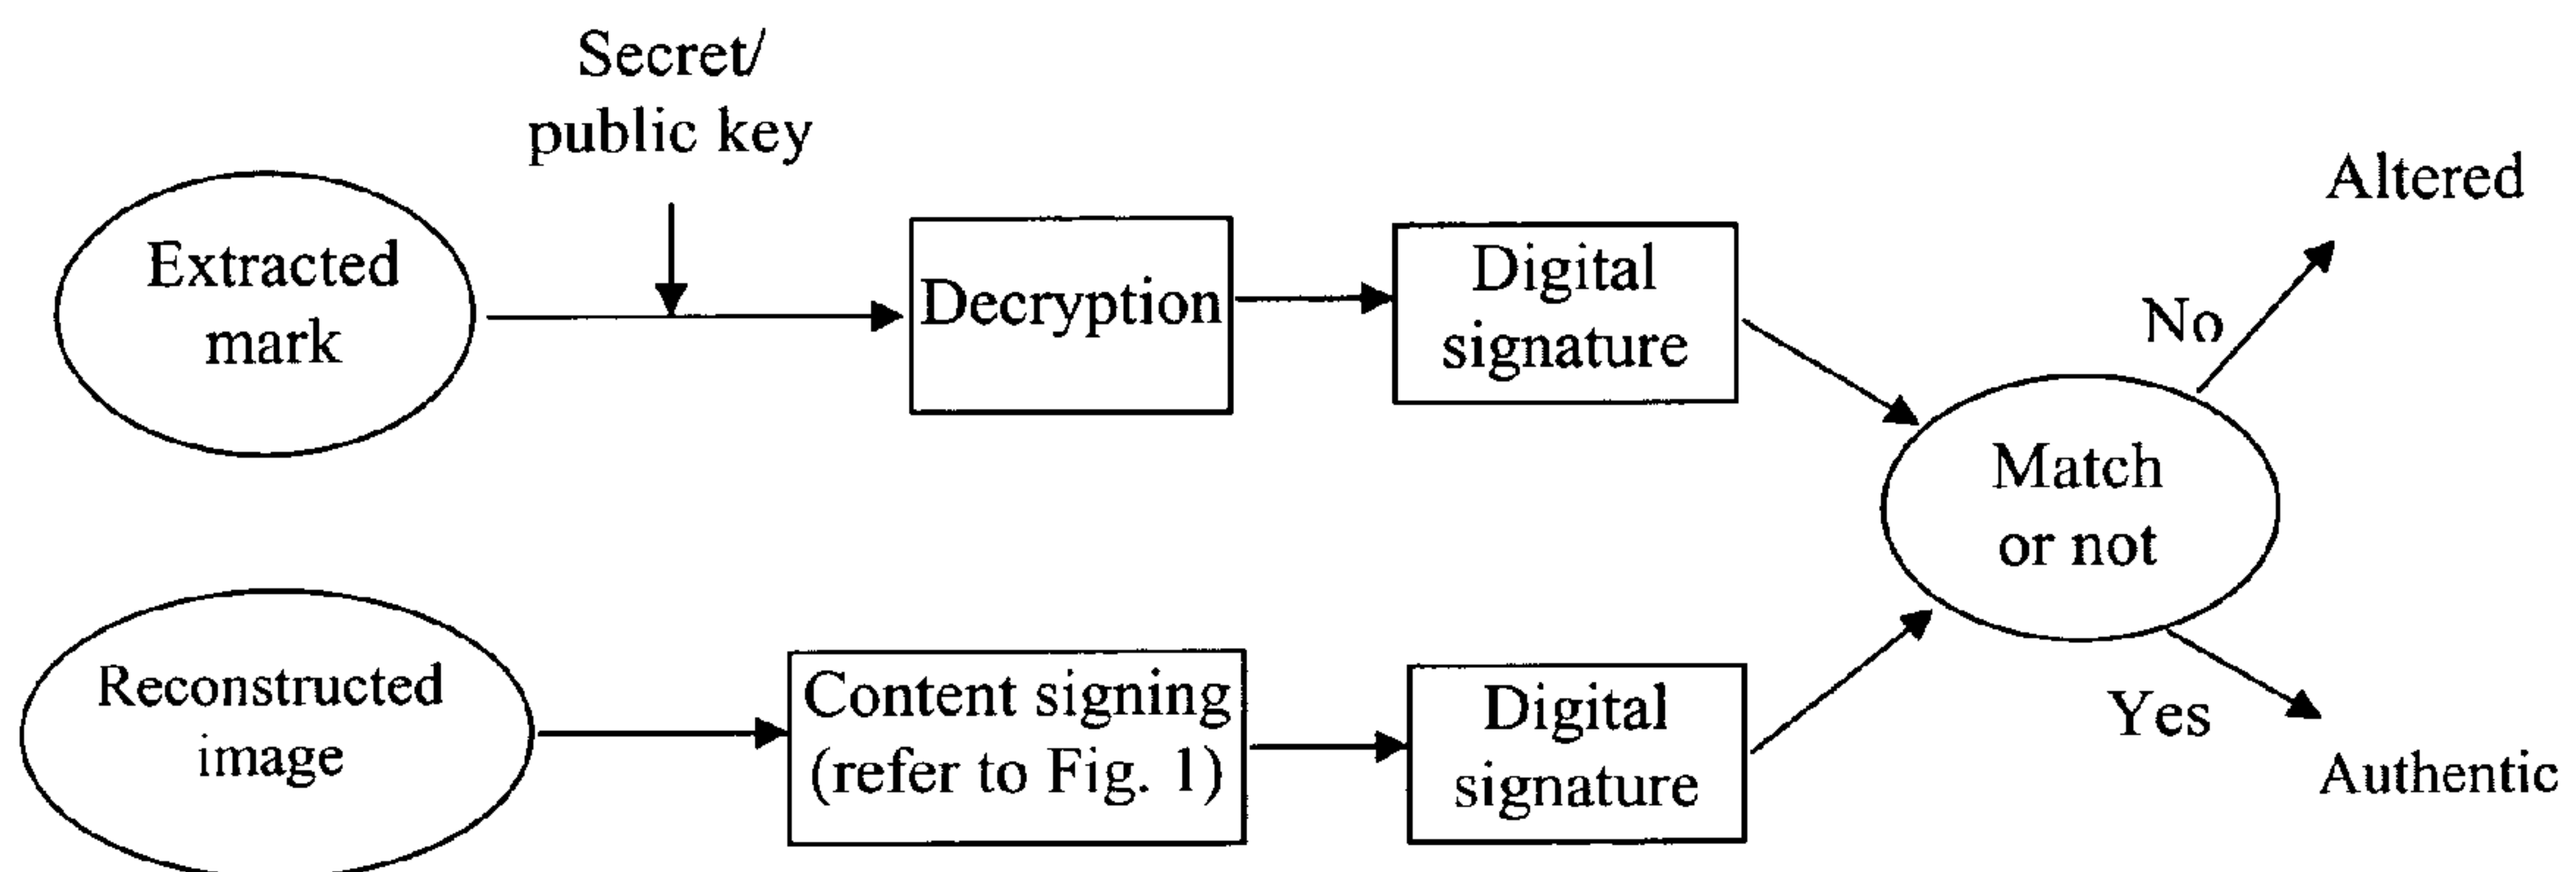 Secret/
public key
Extracted
mark
Decryption
Digital
signature
Altered
No
Match
or not
Yes
Authentic
Reconstructed
image
Content signing
(refer to Fig. 1)
Digital
signature